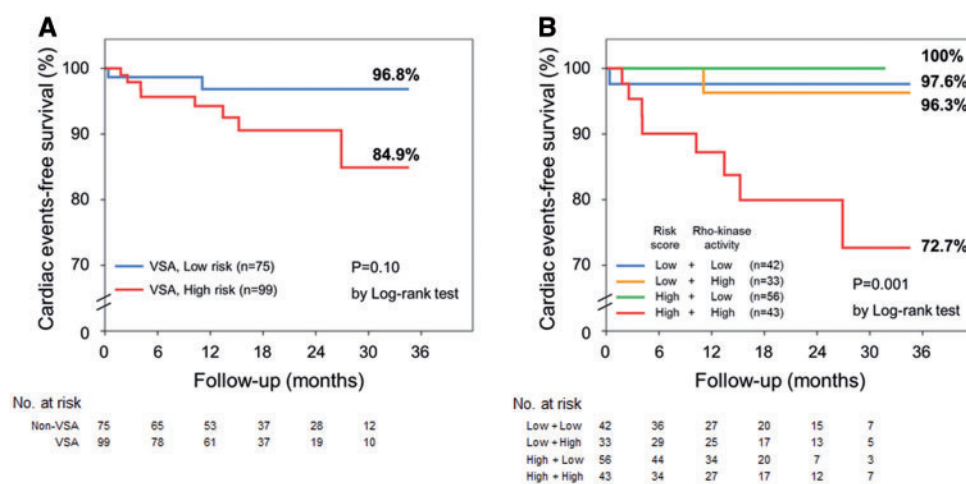 A
Cardiac events-free survival (%)
100
90
80
70
0
96.8%
84.9%
VSA, Low risk (n=75)
VSA, High risk (n=99)
P=0.10
by Log-rank test
0 6 12 18 24 30 36
Follow-up (months)
No. at risk
Non-VSA 75 65 53 37 28 12
VSA 99 78 61 37 19 10
B
Cardiac events-free survival (%)
100
90
80
70
0
100%
97.6%
96.3%
72.7%
Risk Rho-kinase
score activity
Low + Low (n=42)
Low + High (n=33)
High + Low (n=56)
High + High (n=43)
P=0.001
by Log-rank test
0 6 12 18 24 30 36
Follow-up (months)
No. at risk
Low + Low 42 36 27 20 15 7
Low + High 33 29 25 17 13 5
High + Low 56 44 34 20 7 3
High + High 43 34 27 17 12 7